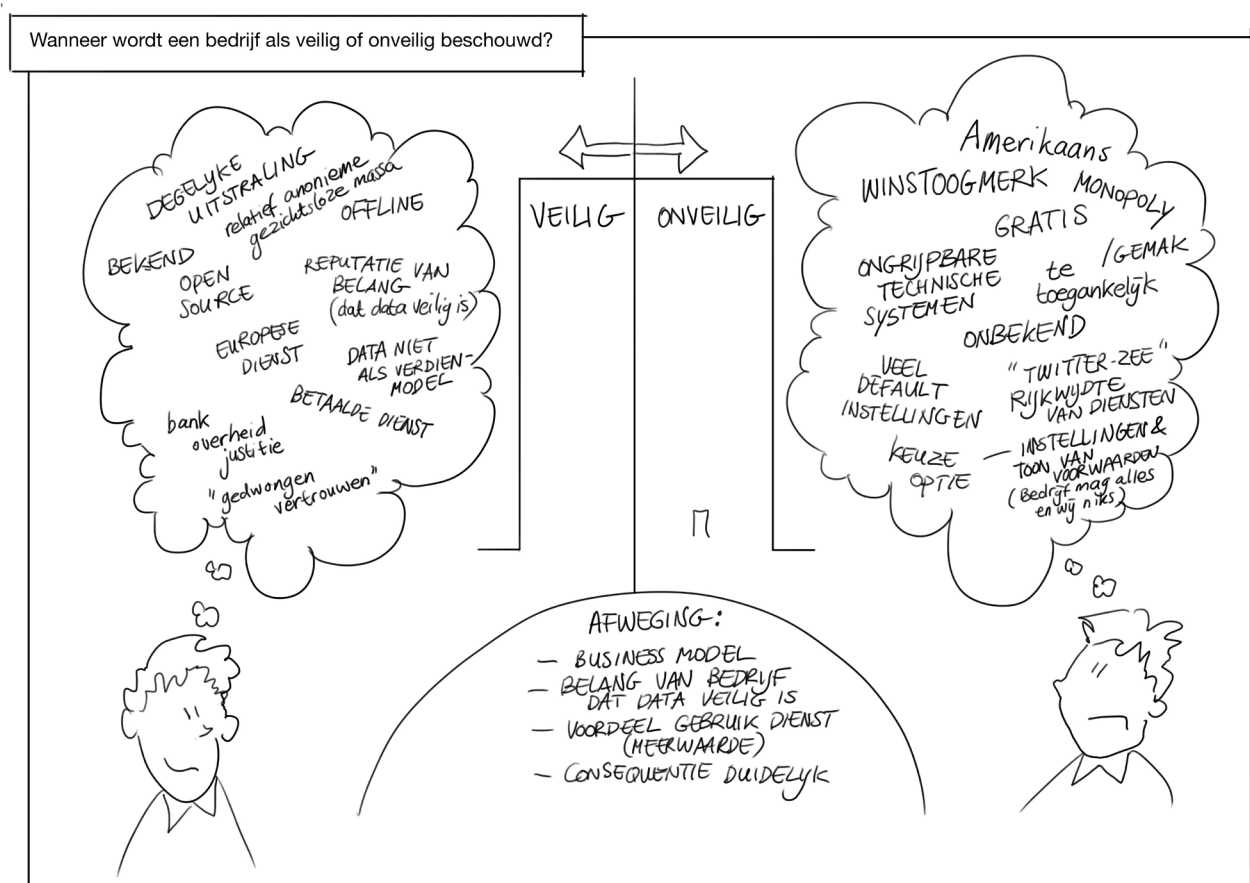 Wanneer wordt een bedrijf als veilig of onveilig beschouwd?
DEGELYKE
UITSTRALING
relatief anonieme
gezichtsloze massa
OFFLINE
BEKEND
OPEN
SOURCE
REPUTATIE VAN
BELANG
(dat data veilig is)
EUROPESE
DIENST
DATA NIET
ALS VERDIEN-
MODEL
BETAALDE DIENST
bank
overheid
justitie
"gedwongen
vertrouwen"
VEILIG
ONVEILIG
Amerikaans
WINSTOOGMERK
MONOPOLY
GRATIS
/GEMAK
ONGRIJPBARE
TECHNISCHE
SYSTEMEN
te
toegankelijk
ONBEKEND
VEEL
DEFAULT
INSTELLINGEN
"TWITTER-ZEE"
RIJKWIJDTE
VAN DIENSTEN
KEUZE
OPTIE
— INSTELLINGEN &
TOON VAN
VOORWAARDEN
(Bedrijf mag alles
en wij niks)
AFWEGING:
— BUSINESS MODEL
— BELANG VAN BEDRIJF
DAT DATA VEILIG IS
— VOORDEEL GEBRUIK DIENST
(MEERWAARDE)
— CONSEQUENTIE DUIDELIJK